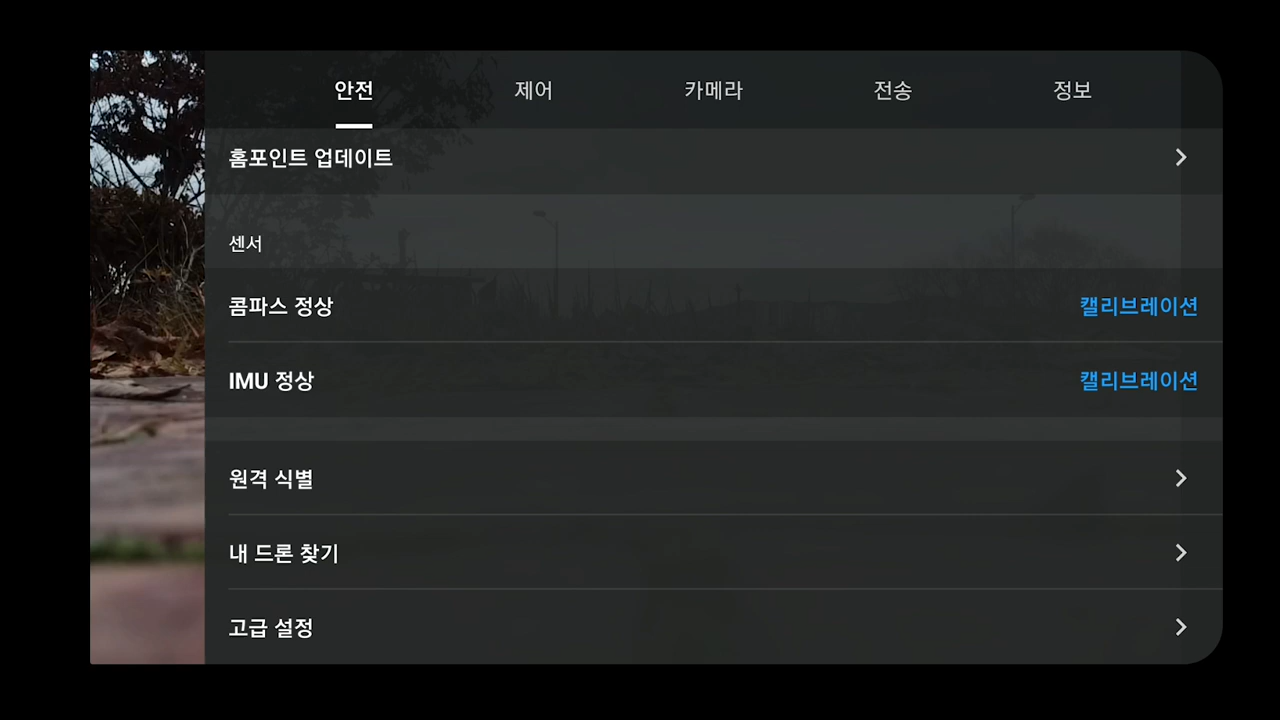 안전 제어 카메라 전송 정보
홈포인트 업데이트
센서
콤파스 정상 캘리브레이션
IMU 정상 캘리브레이션
원격 식별
내 드론 찾기
고급 설정